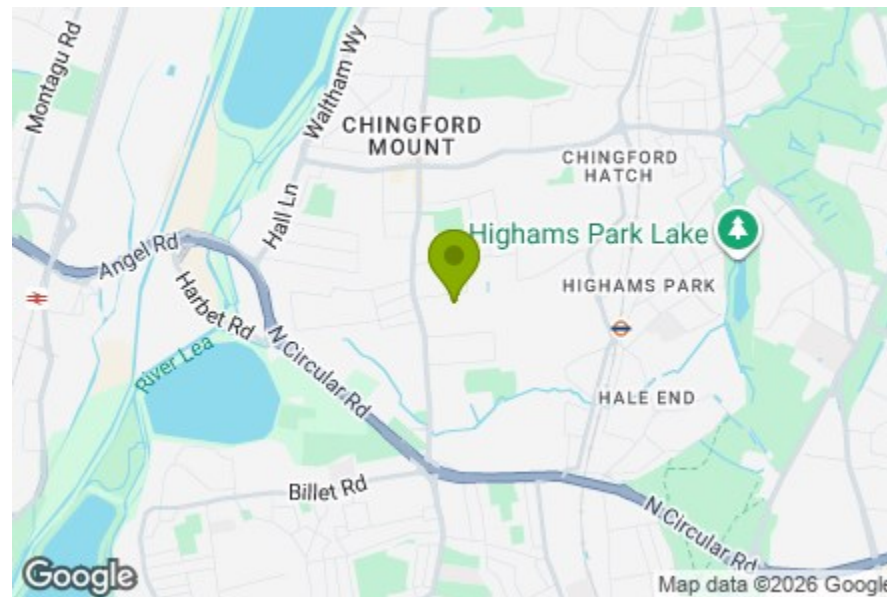 Montagu Rd
Waltham Wy
CHINGFORD
MOUNT
CHINGFORD
HATCH
Hall Ln
Highams Park Lake
Angel Rd
HIGHAMS PARK
Harbet Rd
N Circular Rd
River Lea
HALE END
Billet Rd
N Circular Rd
Google
Map data ©2026 Google